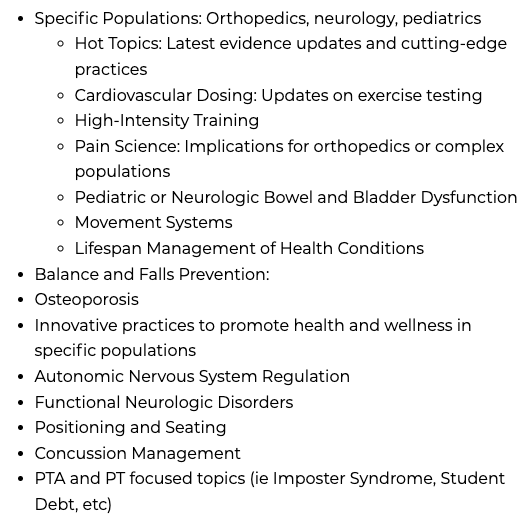 • Specific Populations: Orthopedics, neurology, pediatrics
◦ Hot Topics: Latest evidence updates and cutting-edge
practices
◦ Cardiovascular Dosing: Updates on exercise testing
◦ High-Intensity Training
◦ Pain Science: Implications for orthopedics or complex
populations
◦ Pediatric or Neurologic Bowel and Bladder Dysfunction
◦ Movement Systems
◦ Lifespan Management of Health Conditions
• Balance and Falls Prevention:
• Osteoporosis
• Innovative practices to promote health and wellness in
specific populations
• Autonomic Nervous System Regulation
• Functional Neurologic Disorders
• Positioning and Seating
• Concussion Management
• PTA and PT focused topics (ie Imposter Syndrome, Student
Debt, etc)